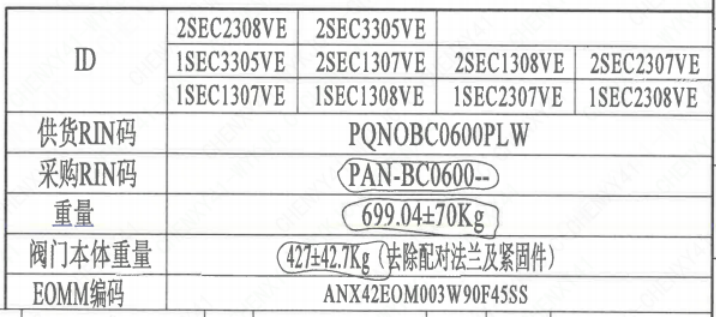 ID
2SEC2308VE 2SEC3305VE
1SEC3305VE 2SEC1307VE 2SEC1308VE 2SEC2307VE
1SEC1307VE 1SEC1308VE 1SEC2307VE 1SEC2308VE
供货RIN码 PQNOBC0600PLW
采购RIN码 PAN-BC0600--
重量 699.04±70Kg
阀门本体重量 427±42.7Kg (去除配对法兰及紧固件)
EOMM编码 ANX42EOM003W90F45SS